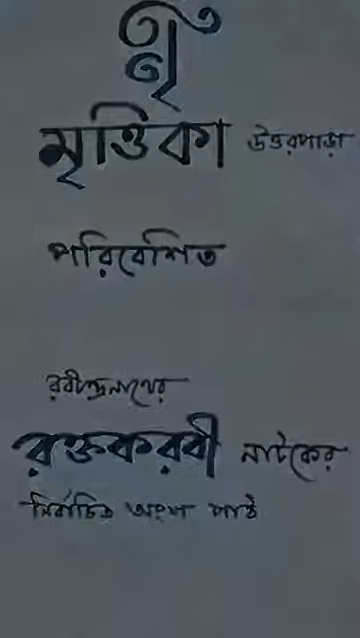 মৃত্তিকা উত্তরপাড়া
পরিবেশিত
রবীন্দ্রনাথের
রক্তকরবী নাটকের
নির্বাচিত অংশ পাঠ